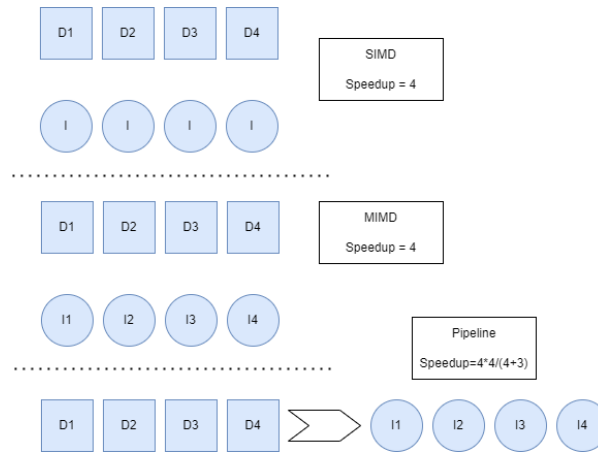 D1 D2 D3 D4
SIMD
Speedup = 4
I I I I
D1 D2 D3 D4
MIMD
Speedup = 4
I1 I2 I3 I4
Pipeline
Speedup=4*4/(4+3)
D1 D2 D3 D4 I1 I2 I3 I4